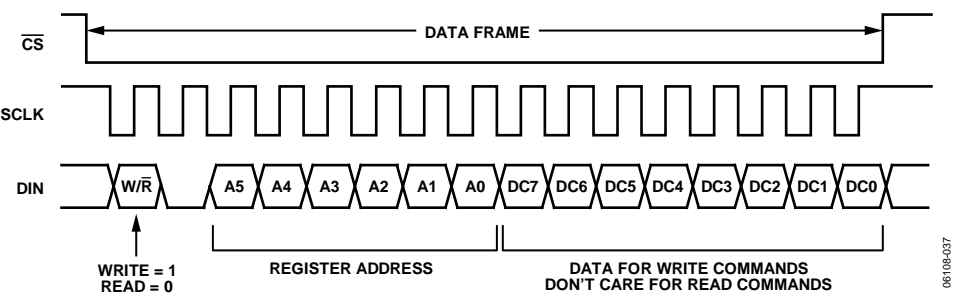 DATA FRAME
CS
SCLK
DIN
W/R
A5 A4 A3 A2 A1 A0 DC7 DC6 DC5 DC4 DC3 DC2 DC1 DC0
WRITE = 1
READ = 0
REGISTER ADDRESS
DATA FOR WRITE COMMANDS
DON'T CARE FOR READ COMMANDS
06108-037